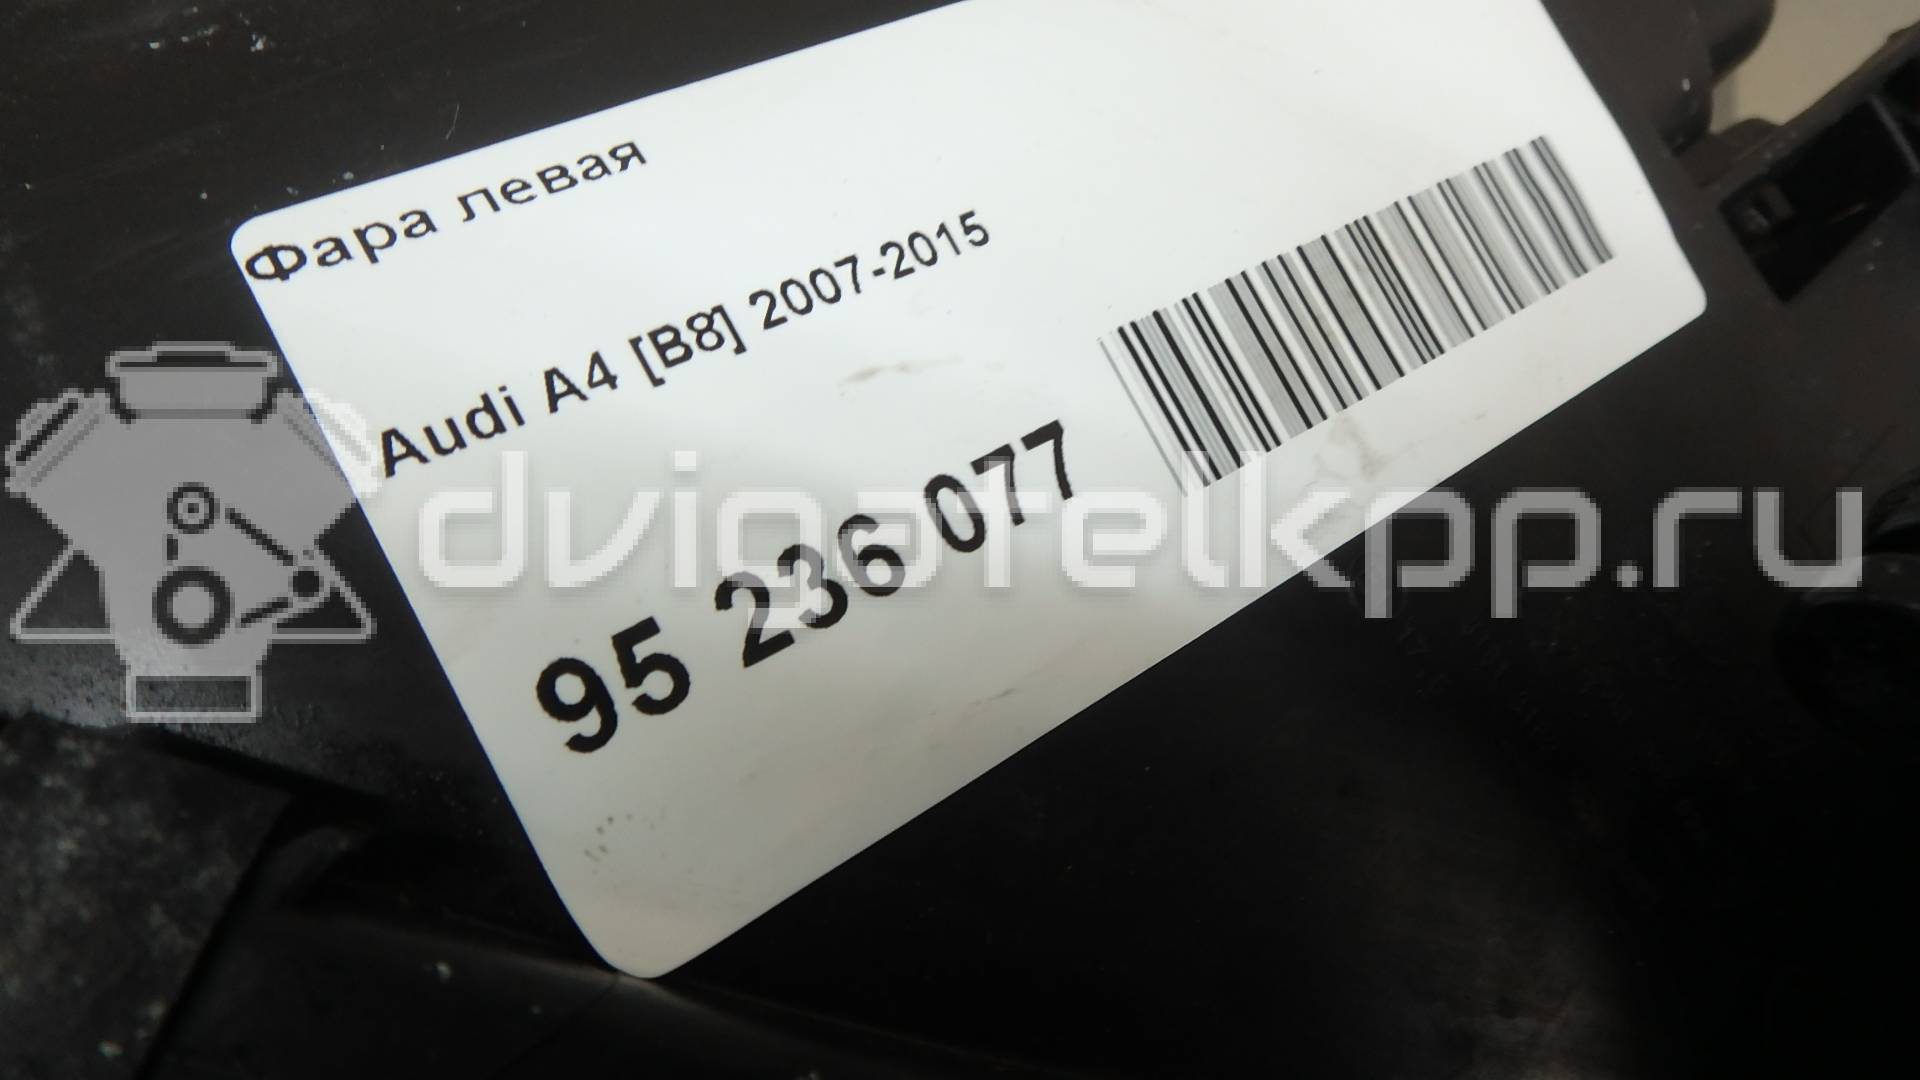 Фара левая
Audi A4 [B8] 2007-2015
95 236 077
dvigatelkpp.ru